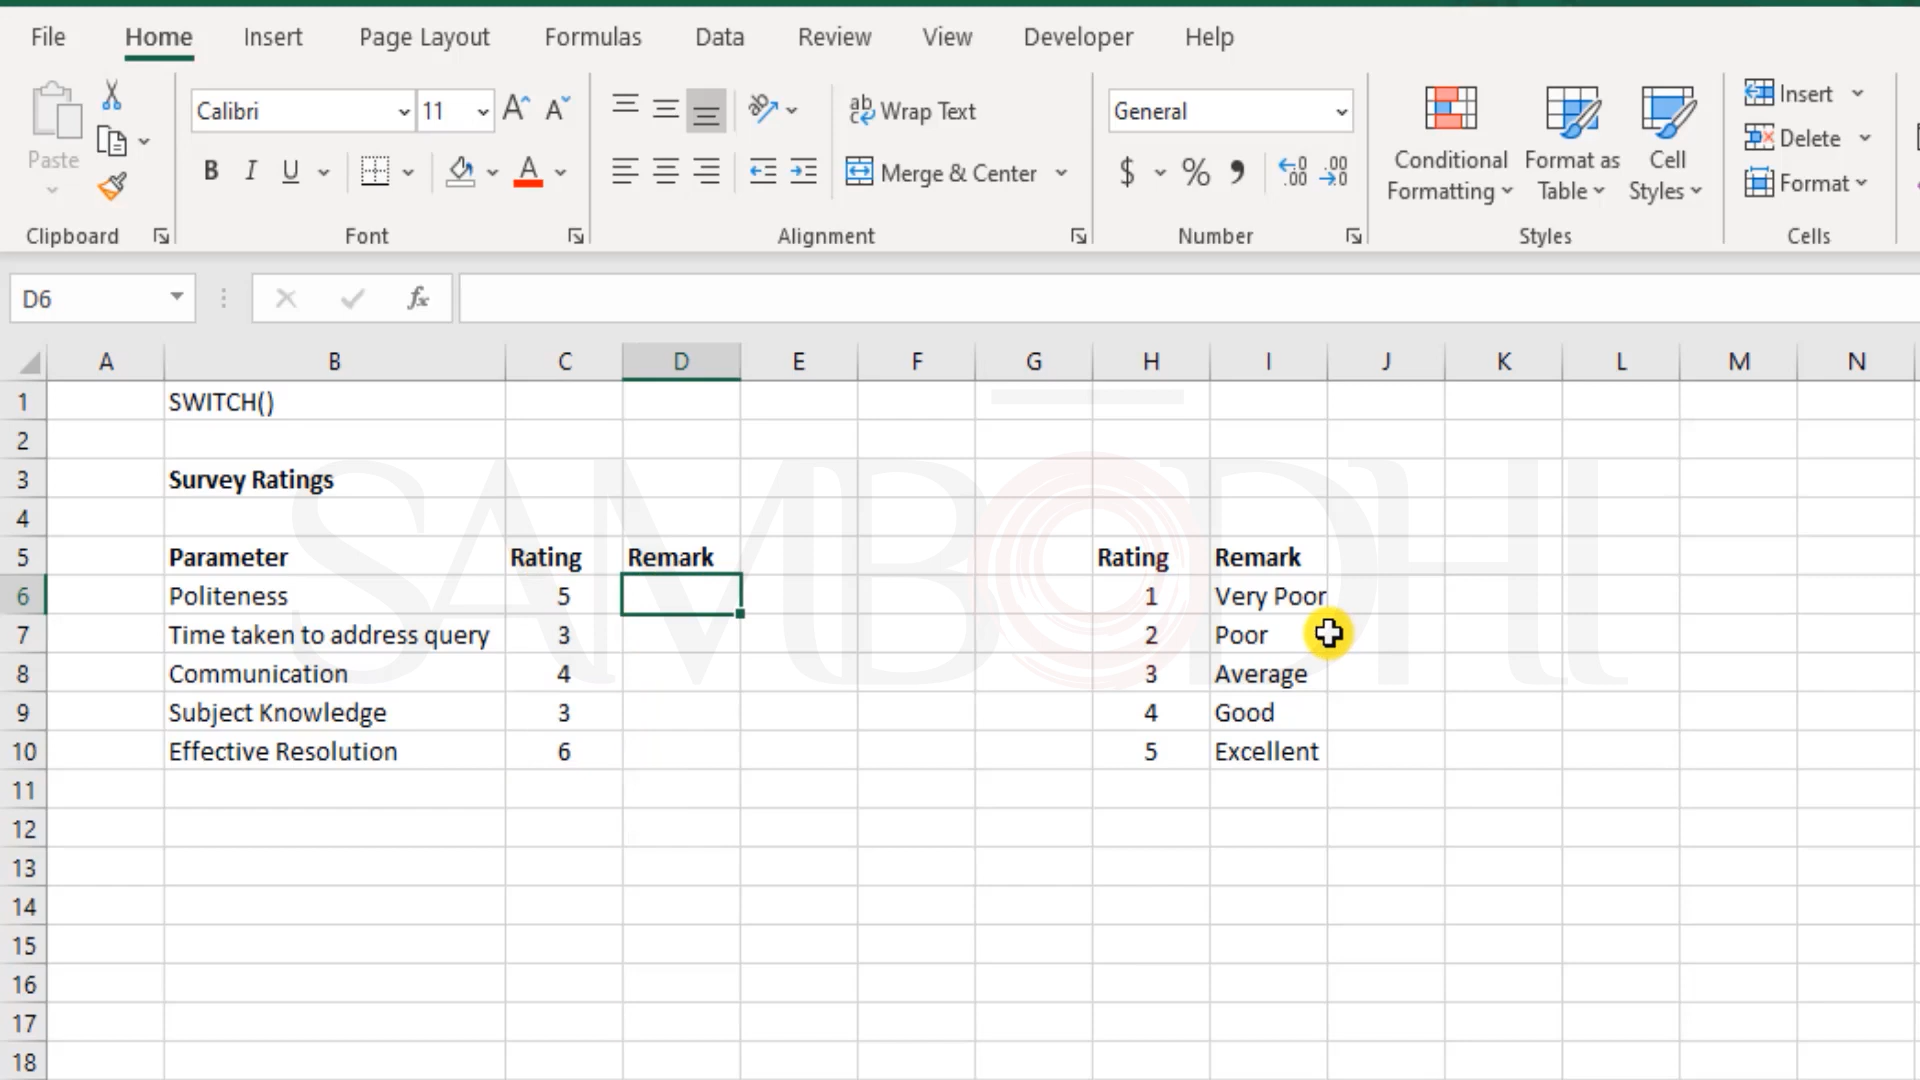 File Home Insert Page Layout Formulas Data Review View Developer Help
Paste
Clipboard
Calibri 11 A^ A˅
B I U A
Font
ab Wrap Text
Merge & Center
Alignment
General
$ % , .00 .00
Number
Conditional Formatting
Format as Table
Cell Styles
Styles
Insert
Delete
Format
Cells
D6 fx
A B C D E F G H I J K L M N
1 SWITCH()
2
3 Survey Ratings
4
5 Parameter Rating Remark Rating Remark
6 Politeness 5 1 Very Poor
7 Time taken to address query 3 2 Poor
8 Communication 4 3 Average
9 Subject Knowledge 3 4 Good
10 Effective Resolution 6 5 Excellent
11
12
13
14
15
16
17
18
SAMBODHI